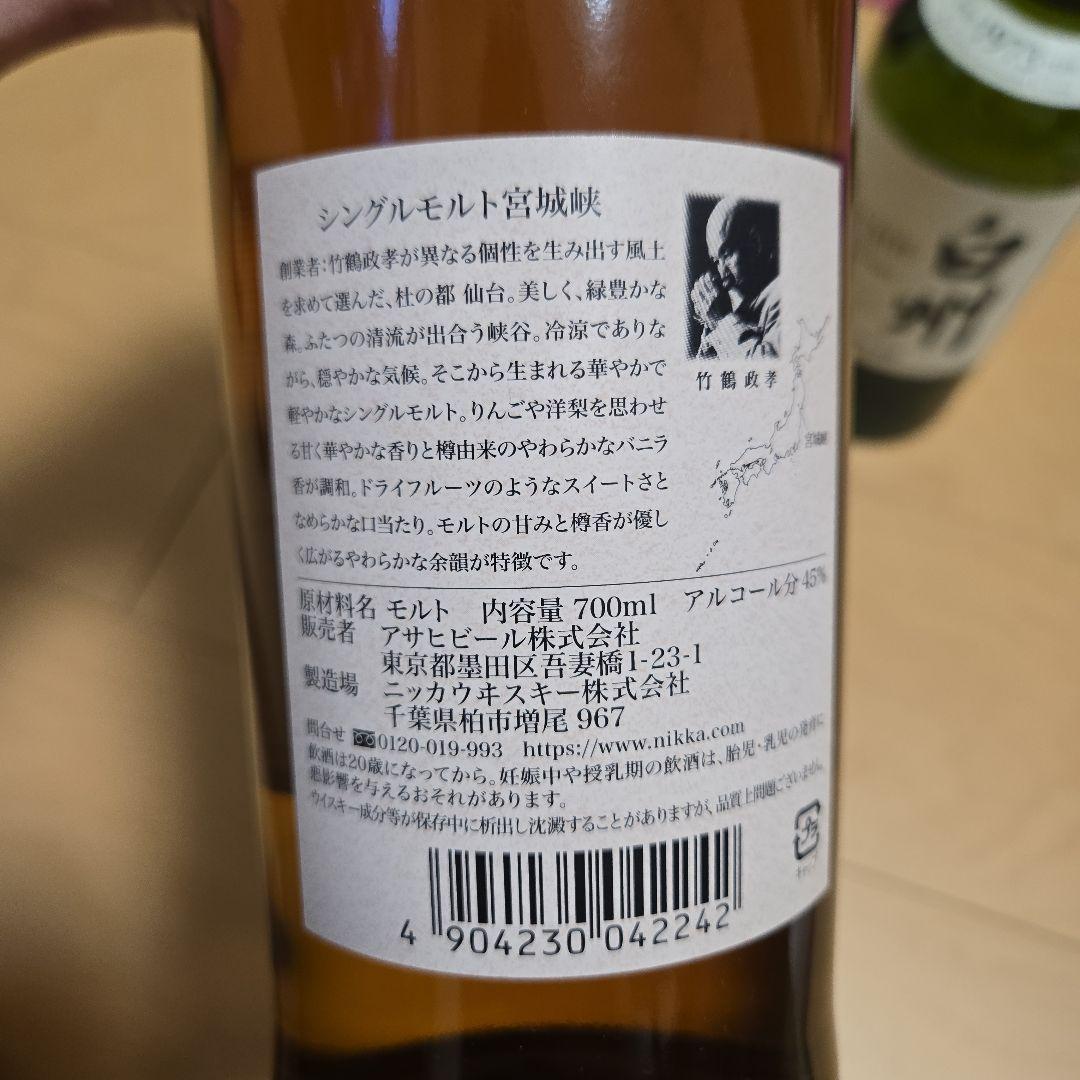 シングルモルト宮城峡
創業者:竹鶴政孝が異なる個性を生み出す風土
を求めて選んだ、杜の都 仙台。美しく、緑豊かな
森。ふたつの清流が出合う峡谷。冷涼でありな
がら、穏やかな気候。そこから生まれる華やかで
軽やかなシングルモルト。りんごや洋梨を思わせ
る甘く華やかな香りと樽由来のやわらかなバニラ
香が調和。ドライフルーツのようなスイートさと
なめらかな口当たり。モルトの甘みと樽香が優し
く広がるやわらかな余韻が特徴です。
竹鶴政孝
宮城峡
原材料名 モルト 内容量 700ml アルコール分 45%
販売者 アサヒビール株式会社
東京都墨田区吾妻橋1-23-1
製造場 ニッカウヰスキー株式会社
千葉県柏市増尾 967
問合せ 0120-019-993 https://www.nikka.com
飲酒は20歳になってから。妊娠中や授乳期の飲酒は、胎児・乳児の発育に
悪影響を与えるおそれがあります。
ウイスキー成分等が保存中に析出し沈澱することがありますが、品質上問題ございません。
プラ
キャップ
4 904230 042242
白州